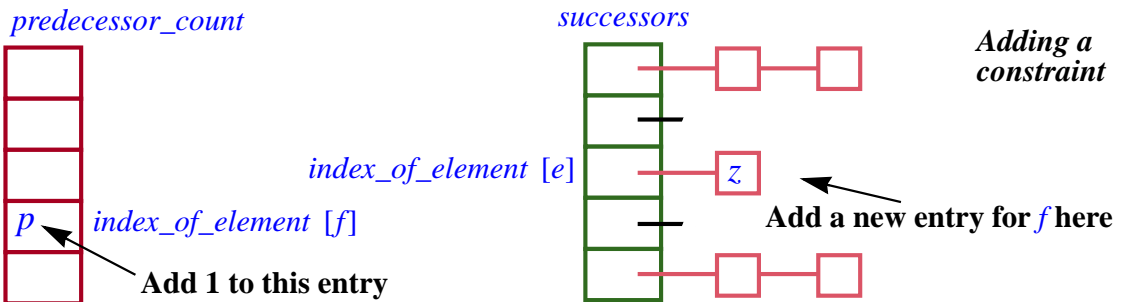 predecessor_count
successors
Adding a
constraint
index_of_element [e]
z
p
index_of_element [f]
Add a new entry for f here
Add 1 to this entry